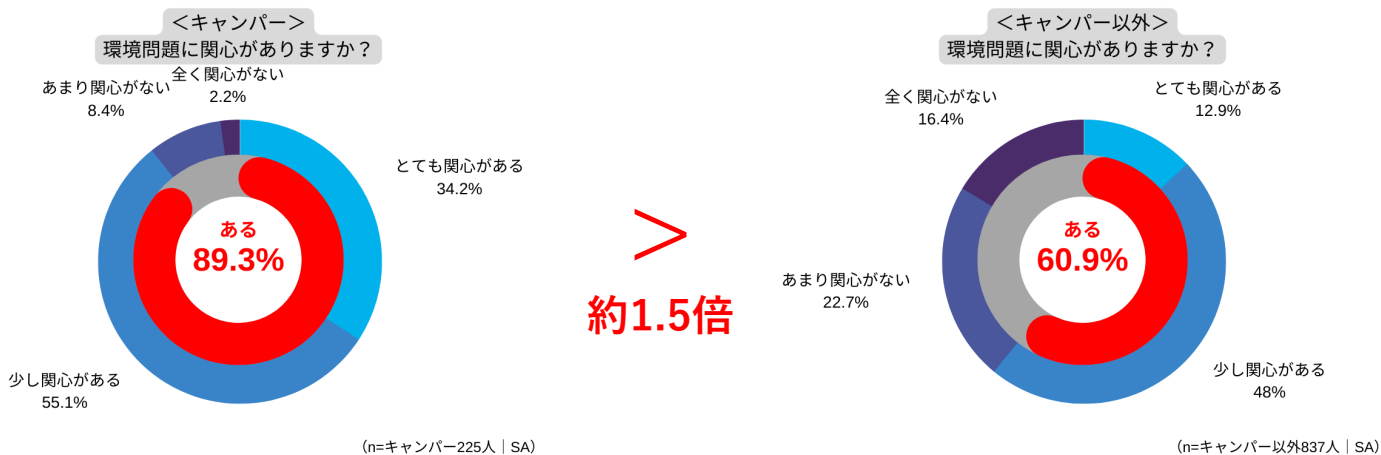 ＜キャンパー＞
環境問題に関心がありますか？
全く関心がない
2.2%
あまり関心がない
8.4%
とても関心がある
34.2%
ある
89.3%
少し関心がある
55.1%
（n=キャンパー225人｜SA）
＞
約1.5倍
＜キャンパー以外＞
環境問題に関心がありますか？
とても関心がある
12.9%
全く関心がない
16.4%
ある
60.9%
あまり関心がない
22.7%
少し関心がある
48%
（n=キャンパー以外837人｜SA）